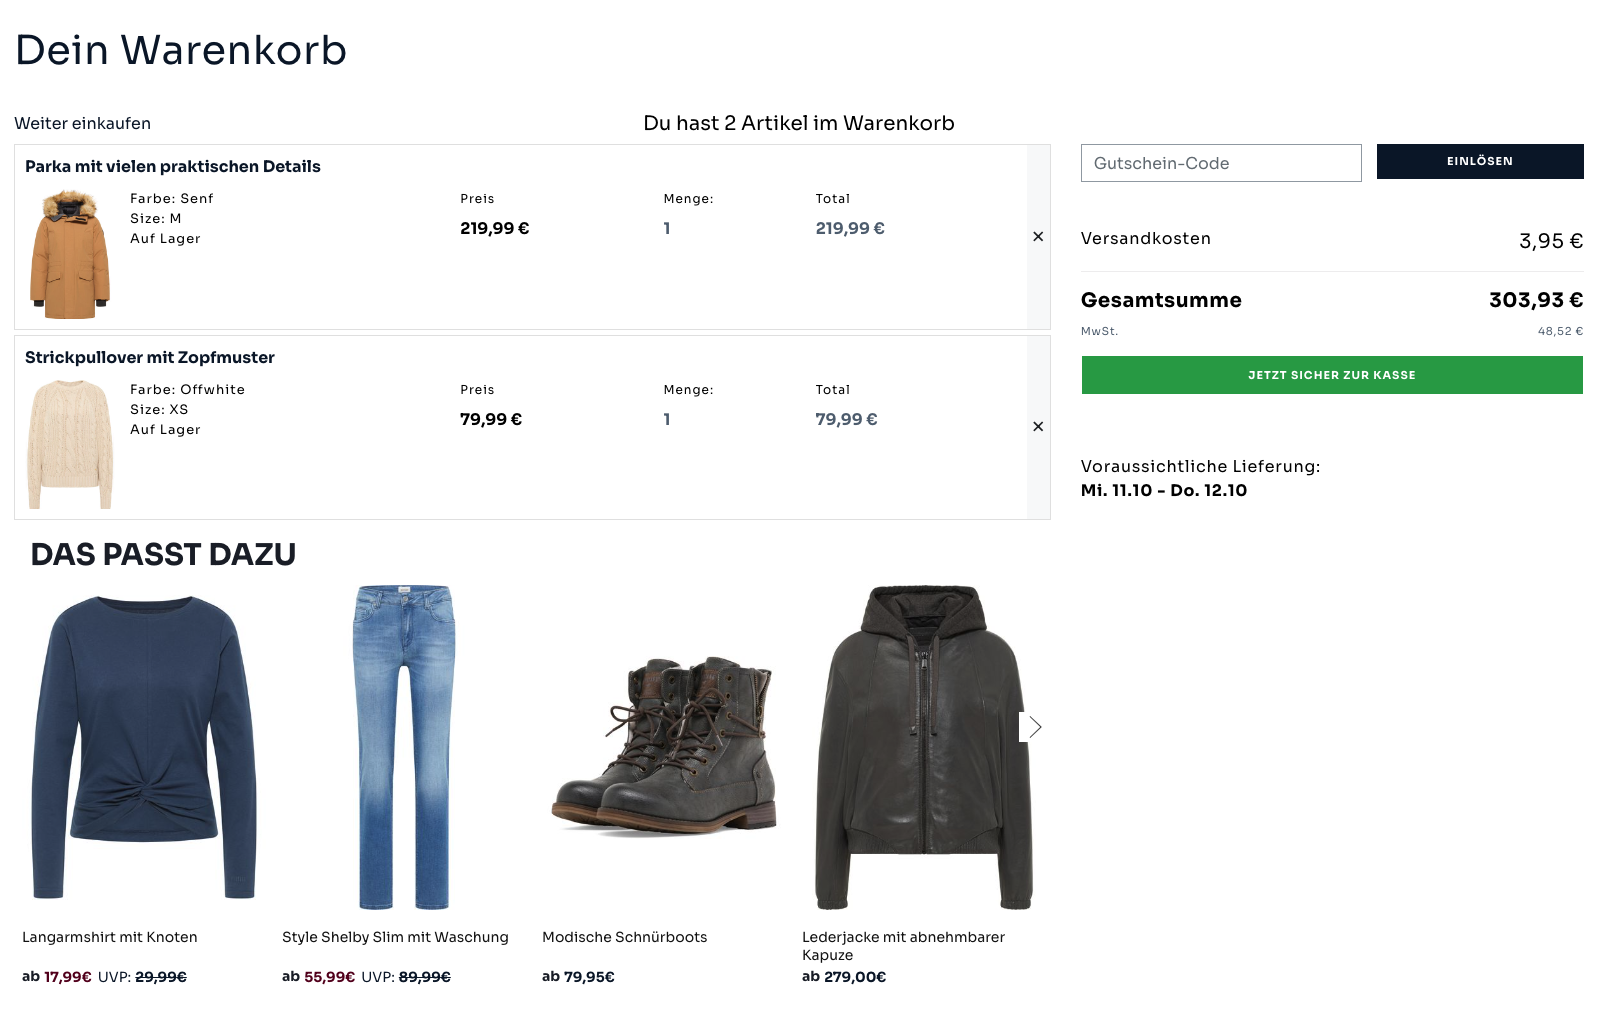 Dein Warenkorb
Weiter einkaufen
Du hast 2 Artikel im Warenkorb
Parka mit vielen praktischen Details
Farbe: Senf
Size: M
Auf Lager
Preis
219,99 €
Menge:
1
Total
219,99 €
×
Strickpullover mit Zopfmuster
Farbe: Offwhite
Size: XS
Auf Lager
Preis
79,99 €
Menge:
1
Total
79,99 €
×
Gutschein-Code
EINLÖSEN
Versandkosten 3,95 €
Gesamtsumme 303,93 €
MwSt. 48,52 €
JETZT SICHER ZUR KASSE
Voraussichtliche Lieferung:
Mi. 11.10 - Do. 12.10
DAS PASST DAZU
Langarmshirt mit Knoten
ab 17,99€ UVP: 29,99€
Style Shelby Slim mit Waschung
ab 55,99€ UVP: 89,99€
Modische Schnürboots
ab 79,95€
Lederjacke mit abnehmbarer
Kapuze
ab 279,00€